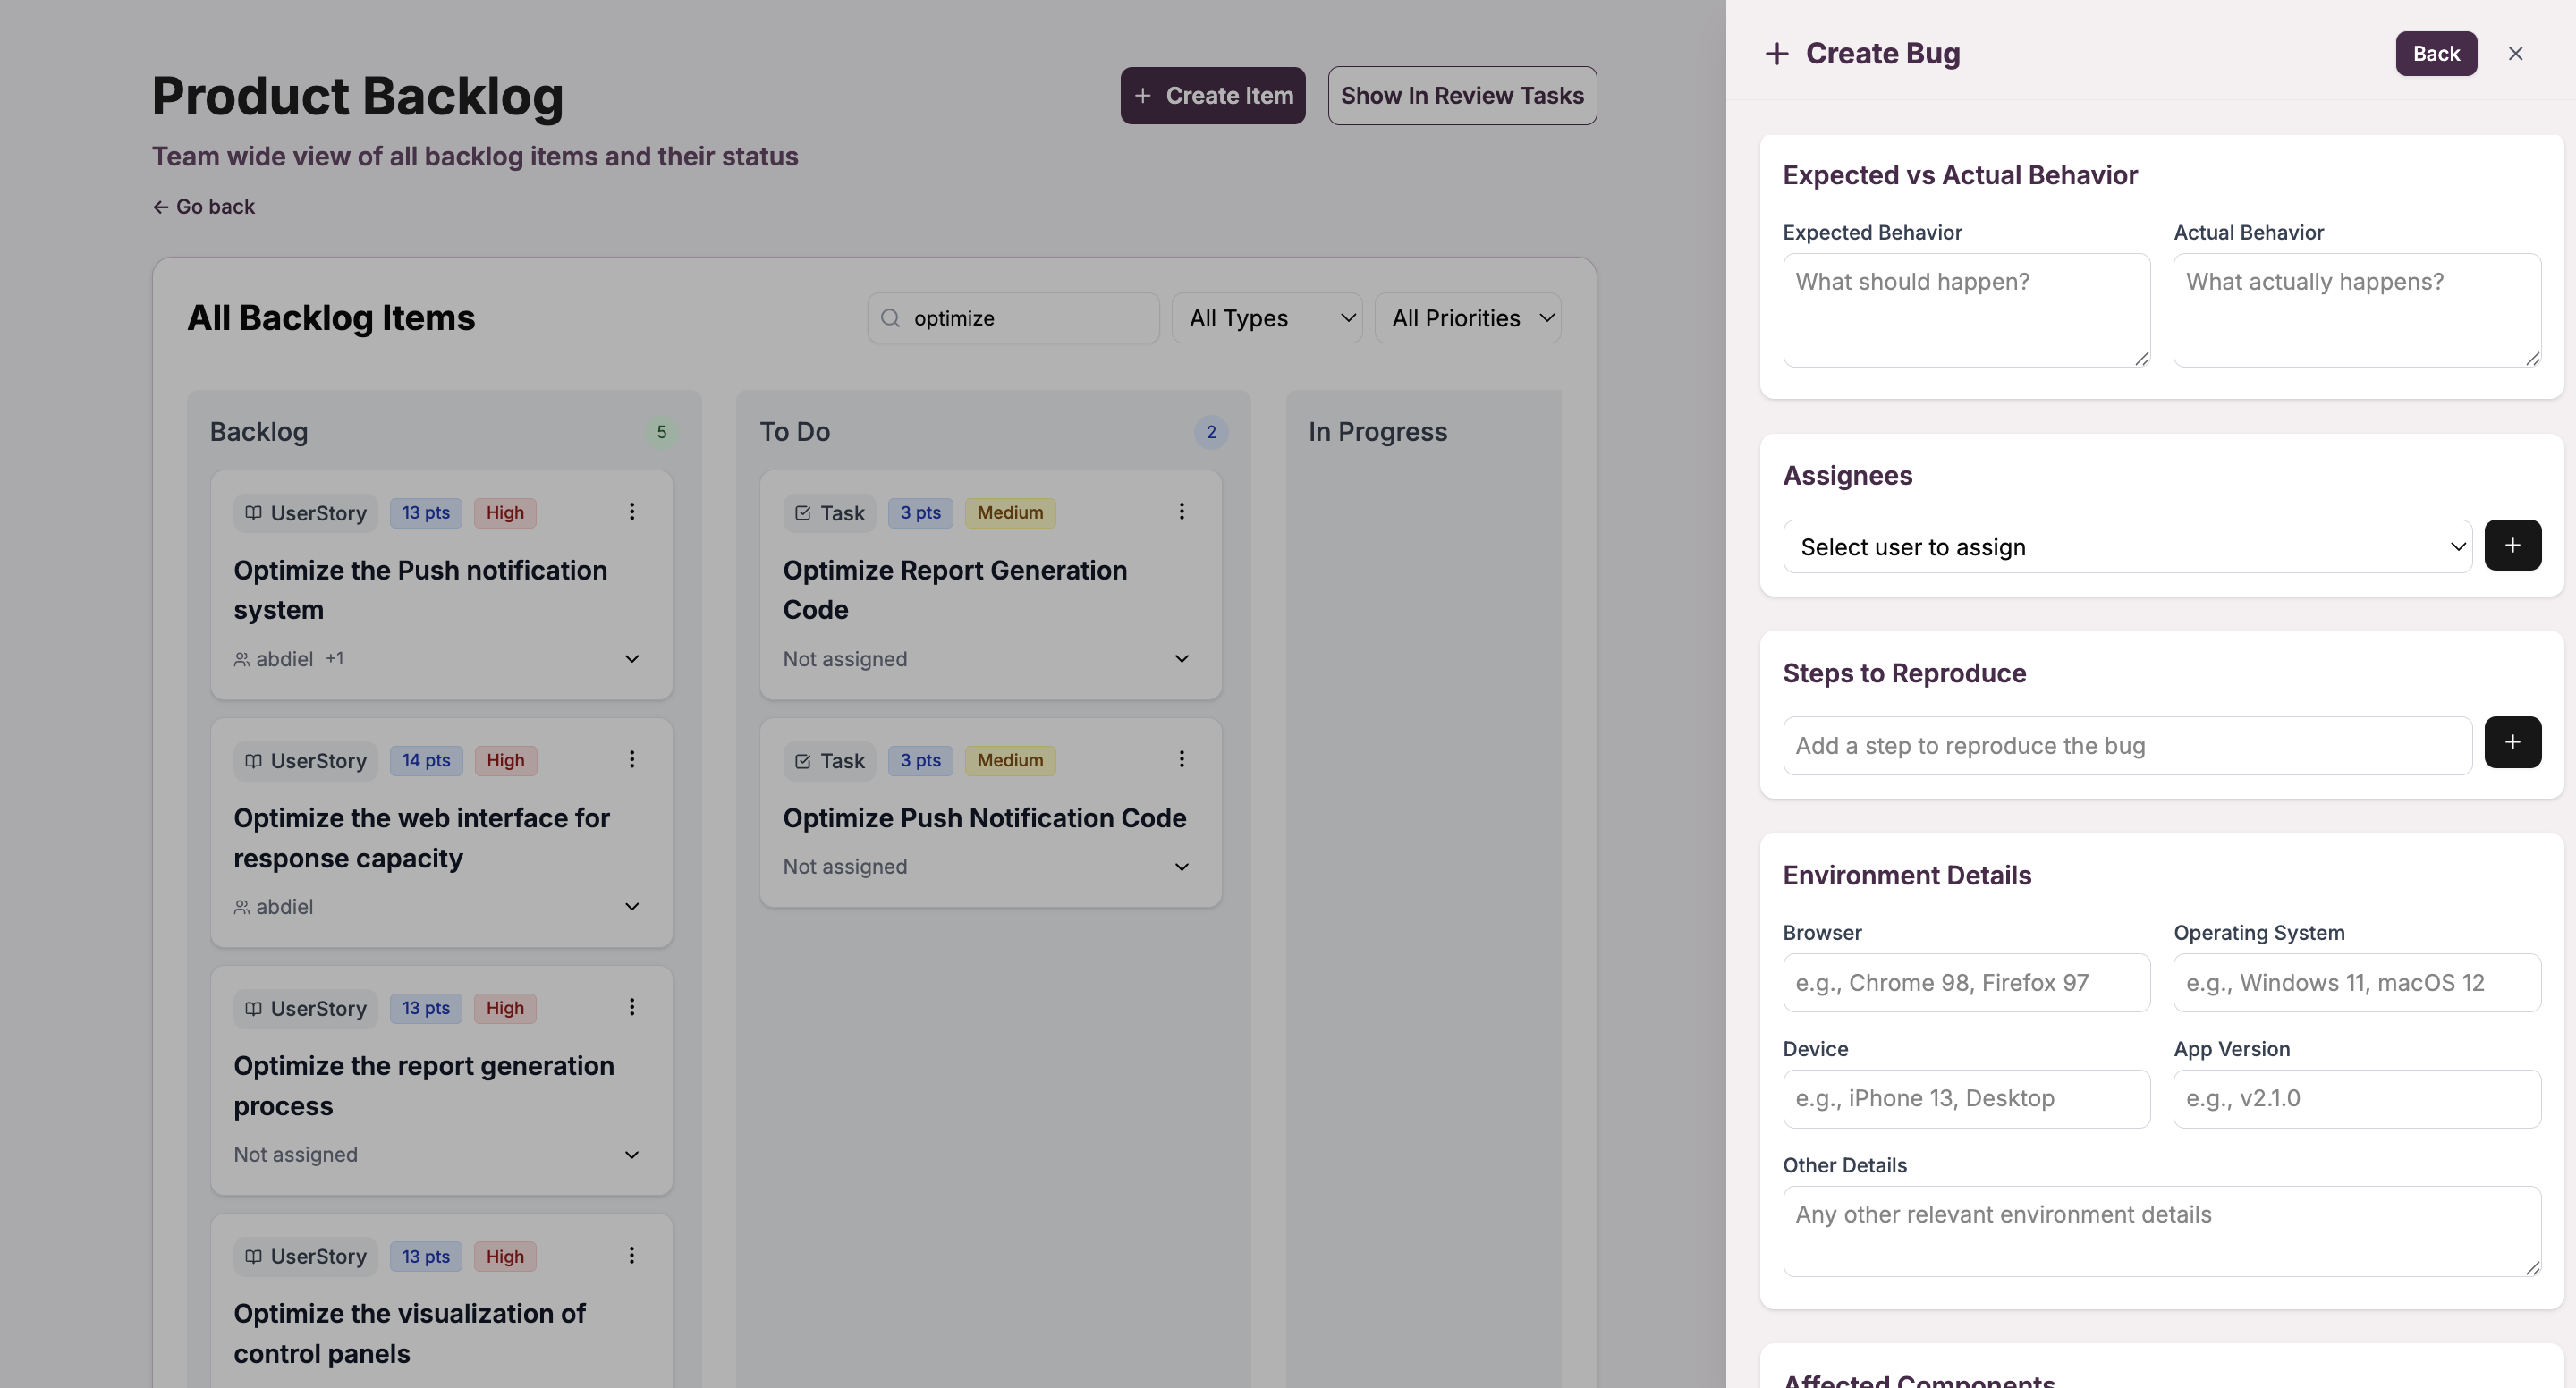 Product Backlog
+ Create Item
Show In Review Tasks
Team wide view of all backlog items and their status
← Go back
All Backlog Items
optimize
All Types
All Priorities
Backlog
5
UserStory
13 pts
High
Optimize the Push notification
system
abdiel +1
UserStory
14 pts
High
Optimize the web interface for
response capacity
abdiel
UserStory
13 pts
High
Optimize the report generation
process
Not assigned
UserStory
13 pts
High
Optimize the visualization of
control panels
To Do
2
Task
3 pts
Medium
Optimize Report Generation
Code
Not assigned
Task
3 pts
Medium
Optimize Push Notification Code
Not assigned
In Progress
+ Create Bug
Back
Expected vs Actual Behavior
Expected Behavior
Actual Behavior
What should happen?
What actually happens?
Assignees
Select user to assign
+
Steps to Reproduce
Add a step to reproduce the bug
+
Environment Details
Browser
Operating System
e.g., Chrome 98, Firefox 97
e.g., Windows 11, macOS 12
Device
App Version
e.g., iPhone 13, Desktop
e.g., v2.1.0
Other Details
Any other relevant environment details
Affected Components